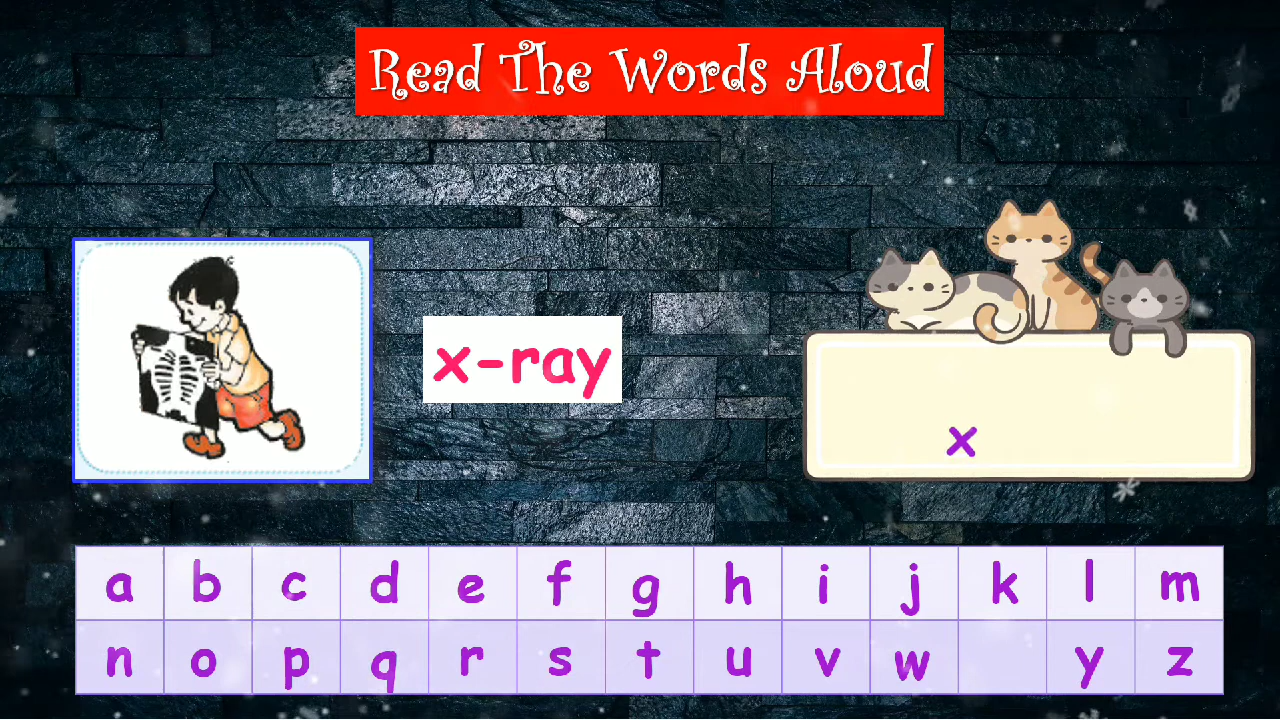 Read The Words Aloud
x-ray
x
a b c d e f g h i j k l m
n o p q r s t u v w y z